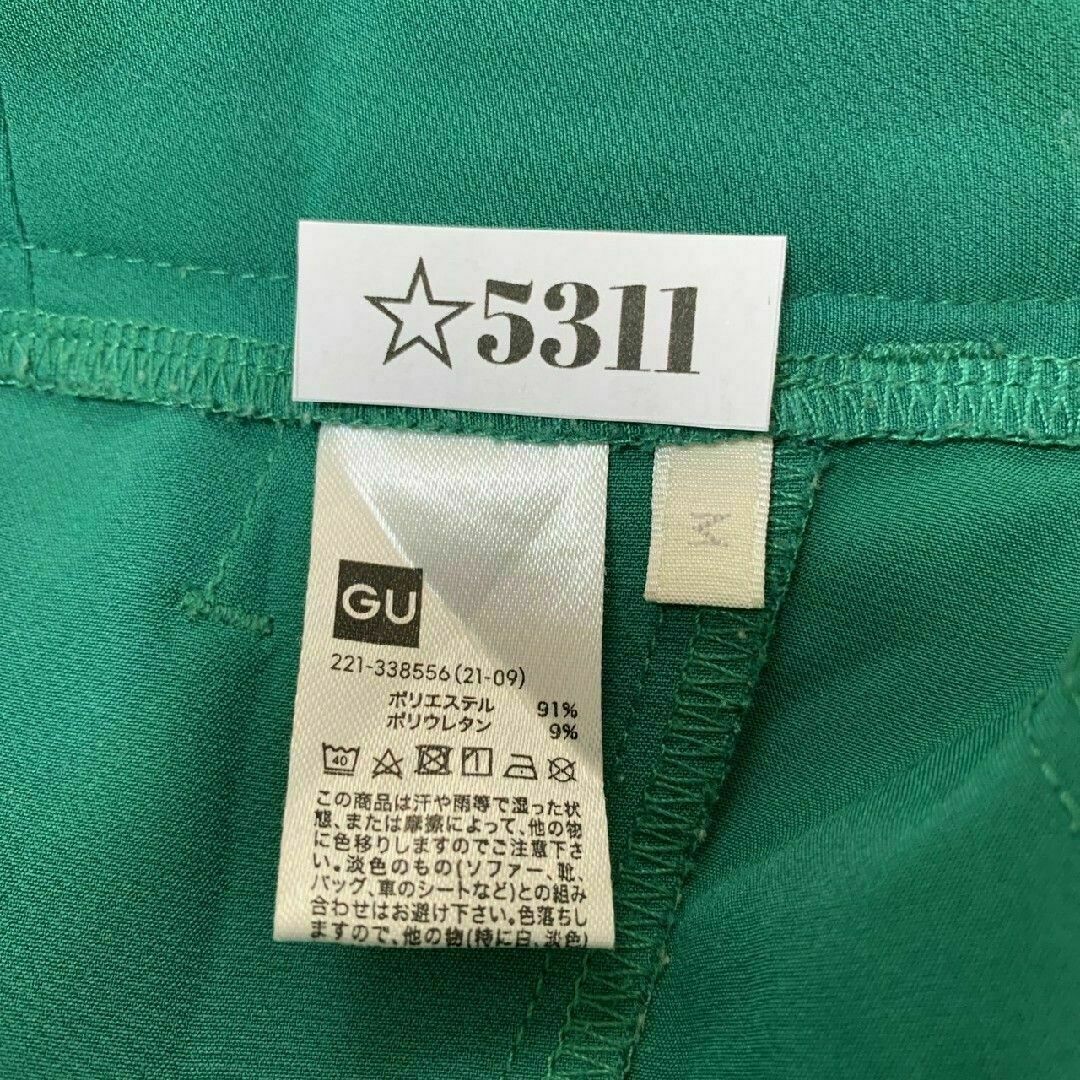 ☆5311
M
GU
221-338556(21-09)
ポリエステル 91%
ポリウレタン 9%
40
この商品は汗や雨等で湿った状
態、または摩擦によって、他の物
に色移りしますのでご注意下さ
い。淡色のもの(ソファー、靴、
バッグ、車のシートなど)との組み
合わせはお避け下さい。色落ちし
ますので、他の物(特に白、淡色)